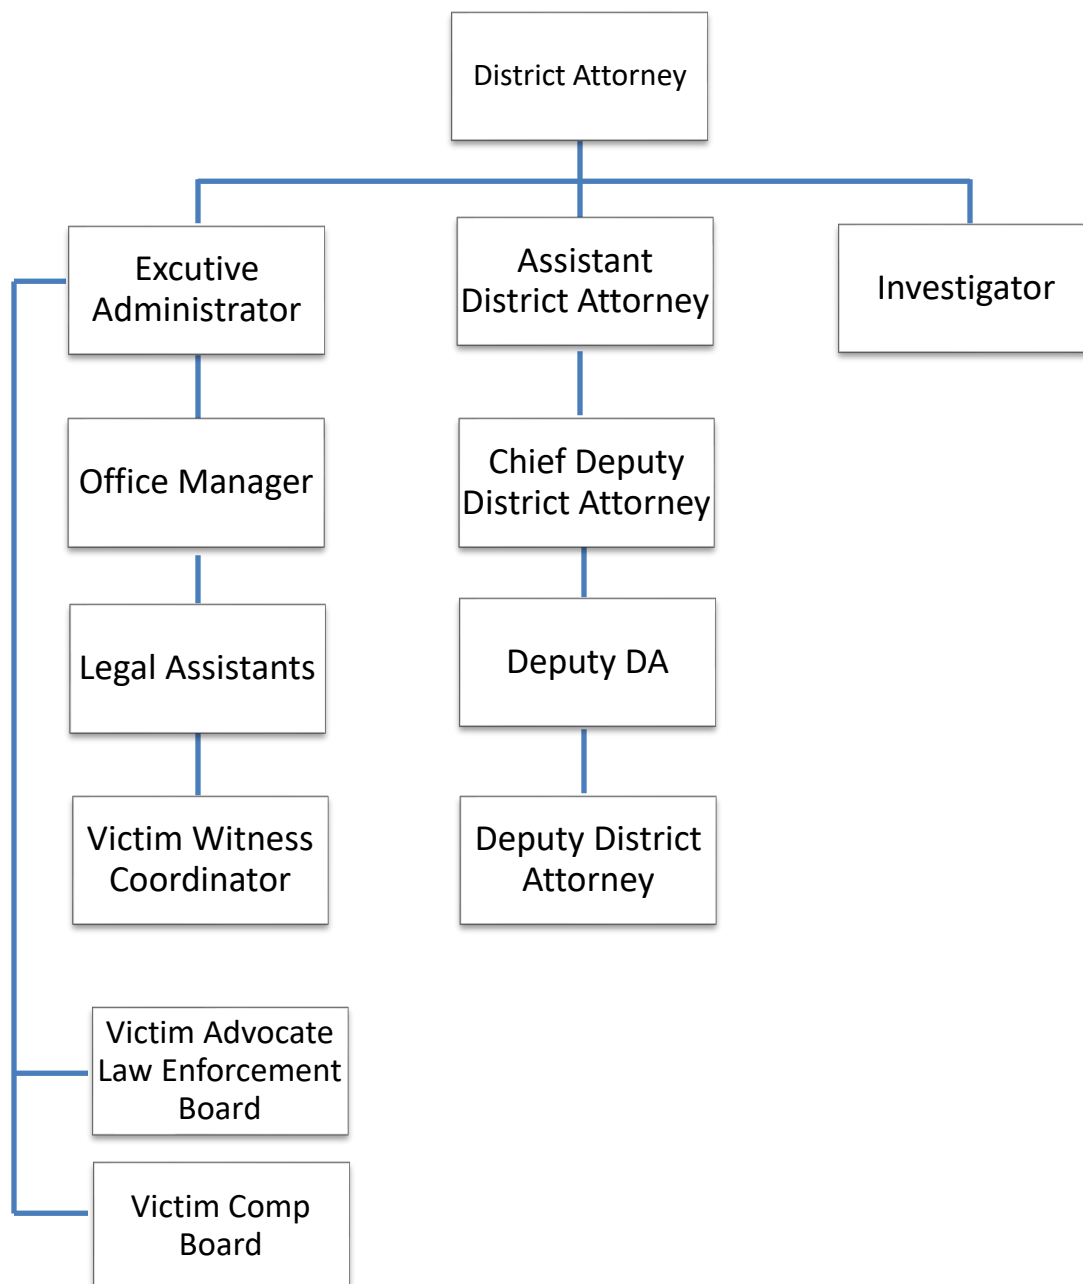 District Attorney
Excutive
Administrator
Assistant
District Attorney
Investigator
Office Manager
Chief Deputy
District Attorney
Legal Assistants
Deputy DA
Victim Witness
Coordinator
Deputy District
Attorney
Victim Advocate
Law Enforcement
Board
Victim Comp
Board